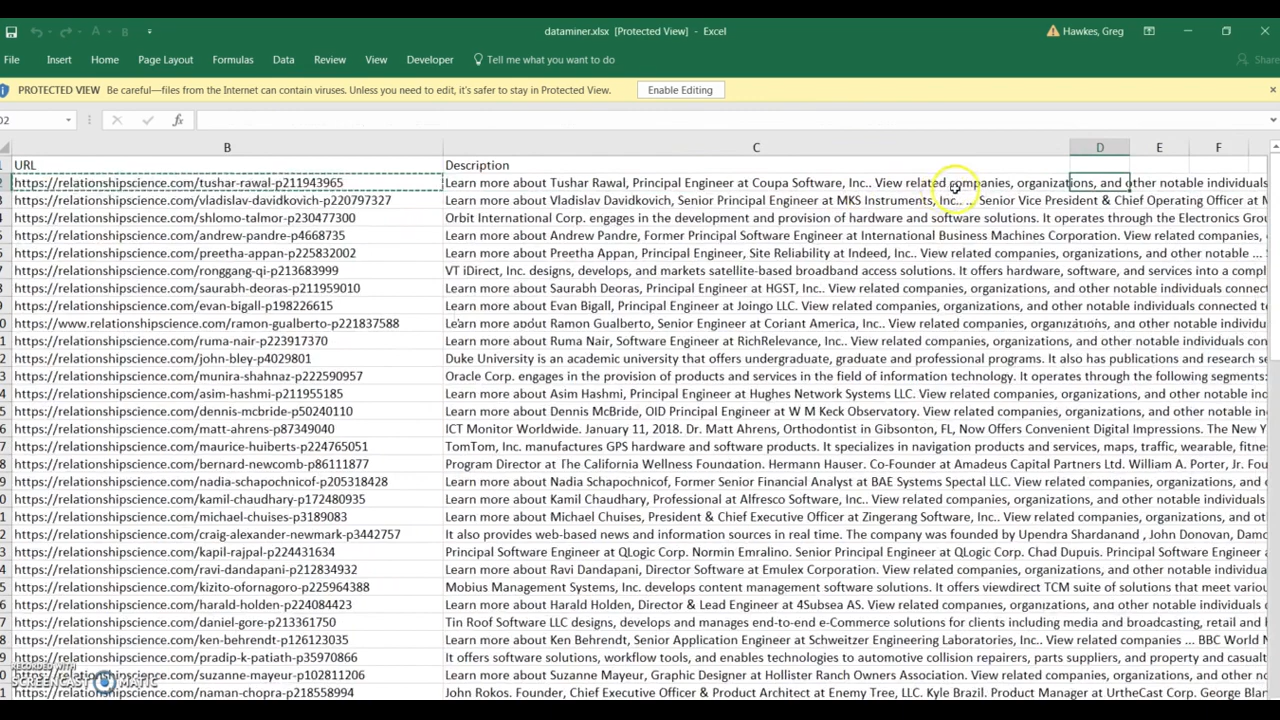 dataminer.xlsx [Protected View] - Excel
Hawkes, Greg
File Insert Home Page Layout Formulas Data Review View Developer Tell me what you want to do Share
PROTECTED VIEW Be careful—files from the Internet can contain viruses. Unless you need to edit, it's safer to stay in Protected View. Enable Editing
fx
B C D E F
URL Description
https://relationshipscience.com/tushar-rawal-p211943965 Learn more about Tushar Rawal, Principal Engineer at Coupa Software, Inc.. View related companies, organizations, and other notable individuals
https://relationshipscience.com/vladislav-davidkovich-p220797327 Learn more about Vladislav Davidkovich, Senior Principal Engineer at MKS Instruments, Inc.. ... Senior Vice President & Chief Operating Officer at M
https://relationshipscience.com/shlomo-talmor-p230477300 Orbit International Corp. engages in the development and provision of hardware and software solutions. It operates through the Electronics Grou
https://relationshipscience.com/andrew-pandre-p4668735 Learn more about Andrew Pandre, Former Principal Software Engineer at International Business Machines Corporation. View related companies,
https://relationshipscience.com/preetha-appan-p225832002 Learn more about Preetha Appan, Principal Engineer, Site Reliability at Indeed, Inc.. View related companies, organizations, and other notable ...
https://relationshipscience.com/ronggang-qi-p213683999 VT iDirect, Inc. designs, develops, and markets satellite-based broadband access solutions. It offers hardware, software, and services into a compl
https://relationshipscience.com/saurabh-deoras-p211959010 Learn more about Saurabh Deoras, Principal Engineer at HGST, Inc.. View related companies, organizations, and other notable individuals connect
https://relationshipscience.com/evan-bigall-p198226615 Learn more about Evan Bigall, Principal Engineer at Joingo LLC. View related companies, organizations, and other notable individuals connected to
https://www.relationshipscience.com/ramon-gualberto-p221837588 Learn more about Ramon Gualberto, Senior Engineer at Coriant America, Inc.. View related companies, organizations, and other notable individu
https://relationshipscience.com/ruma-nair-p223917370 Learn more about Ruma Nair, Software Engineer at RichRelevance, Inc.. View related companies, organizations, and other notable individuals conn
https://relationshipscience.com/john-bley-p4029801 Duke University is an academic university that offers undergraduate, graduate and professional programs. It also has publications and research se
https://relationshipscience.com/munira-shahnaz-p222590957 Oracle Corp. engages in the provision of products and services in the field of information technology. It operates through the following segments:
https://relationshipscience.com/asim-hashmi-p211955185 Learn more about Asim Hashmi, Principal Engineer at Hughes Network Systems LLC. View related companies, organizations, and other notable indivi
https://relationshipscience.com/dennis-mcbride-p50240110 Learn more about Dennis McBride, OID Principal Engineer at W M Keck Observatory. View related companies, organizations, and other notable
https://relationshipscience.com/matt-ahrens-p87349040 ICT Monitor Worldwide. January 11, 2018. Dr. Matt Ahrens, Orthodontist in Gibsonton, FL, Now Offers Convenient Digital Impressions. The New Y
https://relationshipscience.com/maurice-huiberts-p224765051 TomTom, Inc. manufactures GPS hardware and software products. It specializes in navigation products and services, maps, traffic, wearable, fitne
https://relationshipscience.com/bernard-newcomb-p86111877 Program Director at The California Wellness Foundation. Hermann Hauser. Co-Founder at Amadeus Capital Partners Ltd. William A. Porter, Jr. Fou
https://relationshipscience.com/nadia-schapochnicof-p205318428 Learn more about Nadia Schapochnicof, Former Senior Financial Analyst at BAE Systems Spectal LLC. View related companies, organizations, and
https://relationshipscience.com/kamil-chaudhary-p172480935 Learn more about Kamil Chaudhary, Professional at Alfresco Software, Inc.. View related companies, organizations, and other notable individuals
https://relationshipscience.com/michael-chuises-p3189083 Learn more about Michael Chuises, President & Chief Executive Officer at Zingerang Software, Inc.. View related companies, organizations, and ot
https://relationshipscience.com/craig-alexander-newmark-p3442757 It also provides web-based news and information sources in real time. The company was founded by Upendra Shardanand , John Donovan, Damo
https://relationshipscience.com/kapil-rajpal-p224431634 Principal Software Engineer at QLogic Corp. Normin Emralino. Senior Principal Engineer at QLogic Corp. Chad Dupuis. Principal Software Engineer a
https://relationshipscience.com/ravi-dandapani-p212834932 Learn more about Ravi Dandapani, Director & Software at Emulex Corporation. View related companies, organizations, and other notable individua
https://relationshipscience.com/kizito-ofornagoro-p225964388 Mobius Management Systems, Inc. develops content management software solutions. It offers viewdirect TCM suite of solutions that meet variou
https://relationshipscience.com/harald-holden-p224084423 Learn more about Harald Holden, Director & Lead Engineer at 4Subsea AS. View related companies, organizations, and other notable individuals c
https://relationshipscience.com/daniel-gore-p213361750 Tin Roof Software LLC designs, develops and manages end-to-end e-Commerce solutions for clients including media and broadcasting, retail and h
https://relationshipscience.com/ken-behrendt-p126123035 Learn more about Ken Behrendt, Senior Application Engineer at Schweitzer Engineering Laboratories, Inc.. View related companies ... BBC World N
https://relationshipscience.com/pradip-k-patiath-p35970866 It offers software solutions, workflow tools, and enables technologies to automotive collision repairers, parts suppliers, and property and casualt
https://relationshipscience.com/suzanne-mayeur-p102811206 Learn more about Suzanne Mayeur, Graphic Designer at Hollister Ranch Owners Association. View related companies, organizations, and other not
https://relationshipscience.com/naman-chopra-p218558994 John Rokos. Founder, Chief Executive Officer & Product Architect at Enemy Tree, LLC. Kyle Brazil. Product Manager at UrtheCast Corp. George Blan
RECORDED WITH
SCREENCAST MATIC